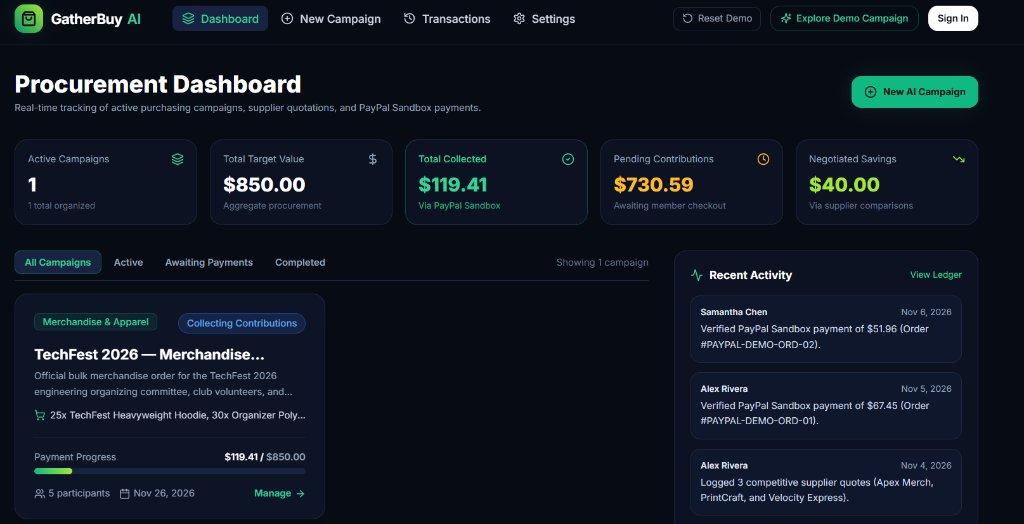 GatherBuy AI
Dashboard
New Campaign
Transactions
Settings
Reset Demo
Explore Demo Campaign
Sign In
Procurement Dashboard
Real-time tracking of active purchasing campaigns, supplier quotations, and PayPal Sandbox payments.
New AI Campaign
Active Campaigns
1
1 total organized
Total Target Value
$850.00
Aggregate procurement
Total Collected
$119.41
Via PayPal Sandbox
Pending Contributions
$730.59
Awaiting member checkout
Negotiated Savings
$40.00
Via supplier comparisons
All Campaigns
Active
Awaiting Payments
Completed
Showing 1 campaign
Merchandise & Apparel
Collecting Contributions
TechFest 2026 — Merchandise...
Official bulk merchandise order for the TechFest 2026
engineering organizing committee, club volunteers, and...
25x TechFest Heavyweight Hoodie, 30x Organizer Poly...
Payment Progress
$119.41 / $850.00
5 participants
Nov 26, 2026
Manage →
Recent Activity
View Ledger
Samantha Chen
Nov 6, 2026
Verified PayPal Sandbox payment of $51.96 (Order
#PAYPAL-DEMO-ORD-02).
Alex Rivera
Nov 5, 2026
Verified PayPal Sandbox payment of $67.45 (Order
#PAYPAL-DEMO-ORD-01).
Alex Rivera
Nov 4, 2026
Logged 3 competitive supplier quotes (Apex Merch,
PrintCraft, and Velocity Express).